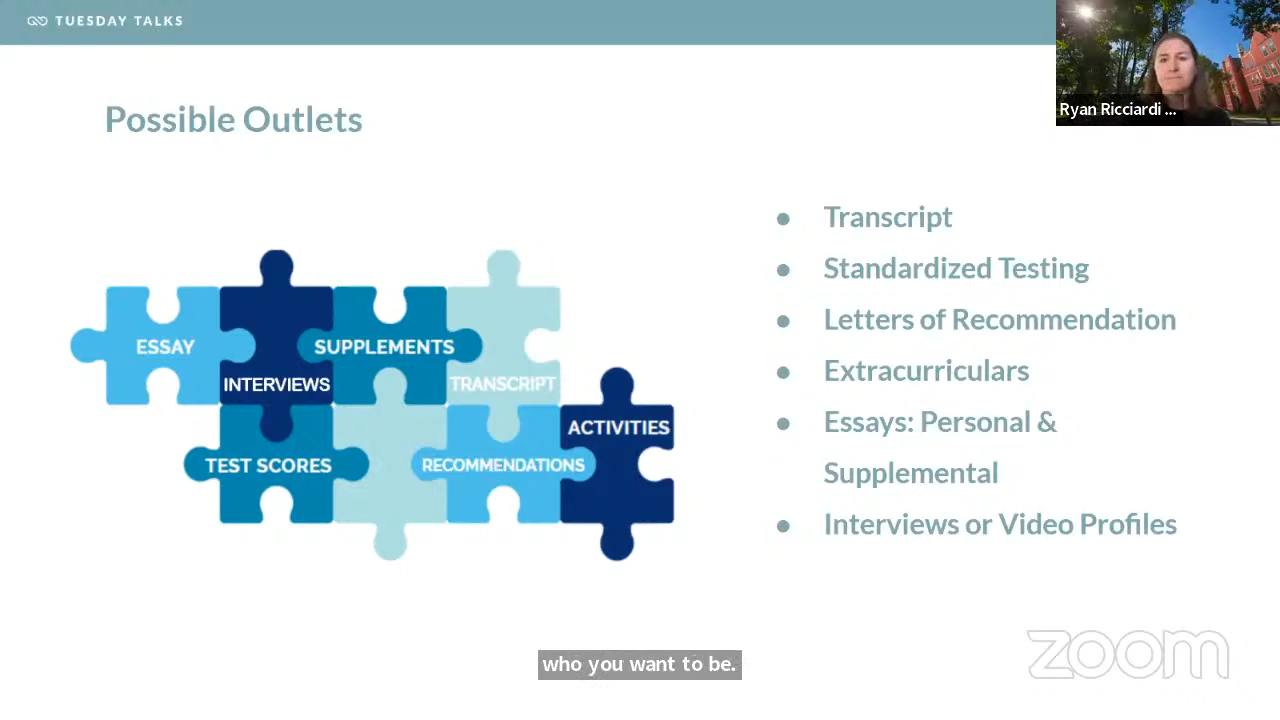 TUESDAY TALKS
Ryan Ricciardi ...
Possible Outlets
ESSAY
INTERVIEWS
SUPPLEMENTS
TRANSCRIPT
TEST SCORES
RECOMMENDATIONS
ACTIVITIES
● Transcript
● Standardized Testing
● Letters of Recommendation
● Extracurriculars
● Essays: Personal &
Supplemental
● Interviews or Video Profiles
who you want to be.
zoom